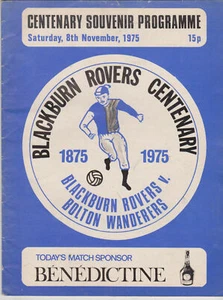 CENTENARY SOUVENIR PROGRAMME
Saturday, 8th November, 1975 15p
BLACKBURN ROVERS CENTENARY
1875 1975
BLACKBURN ROVERS V.
BOLTON WANDERERS
TODAY'S MATCH SPONSOR
BÉNÉDICTINE